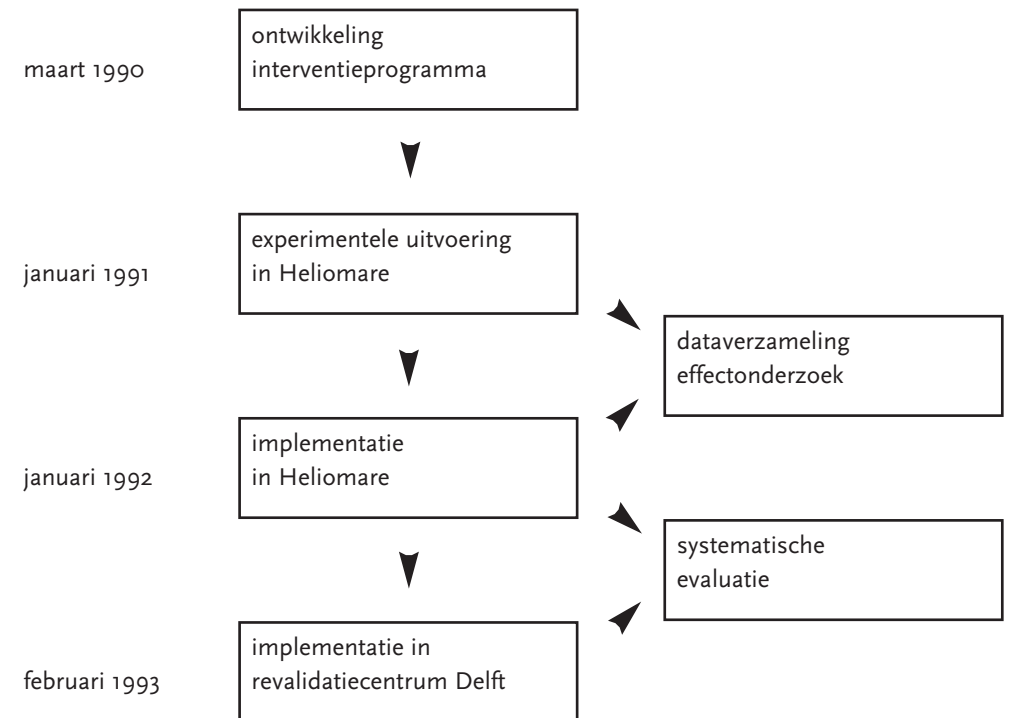 maart 1990
ontwikkeling
interventieprogramma
januari 1991
experimentele uitvoering
in Heliomare
dataverzameling
effectonderzoek
januari 1992
implementatie
in Heliomare
systematische
evaluatie
februari 1993
implementatie in
revalidatiecentrum Delft